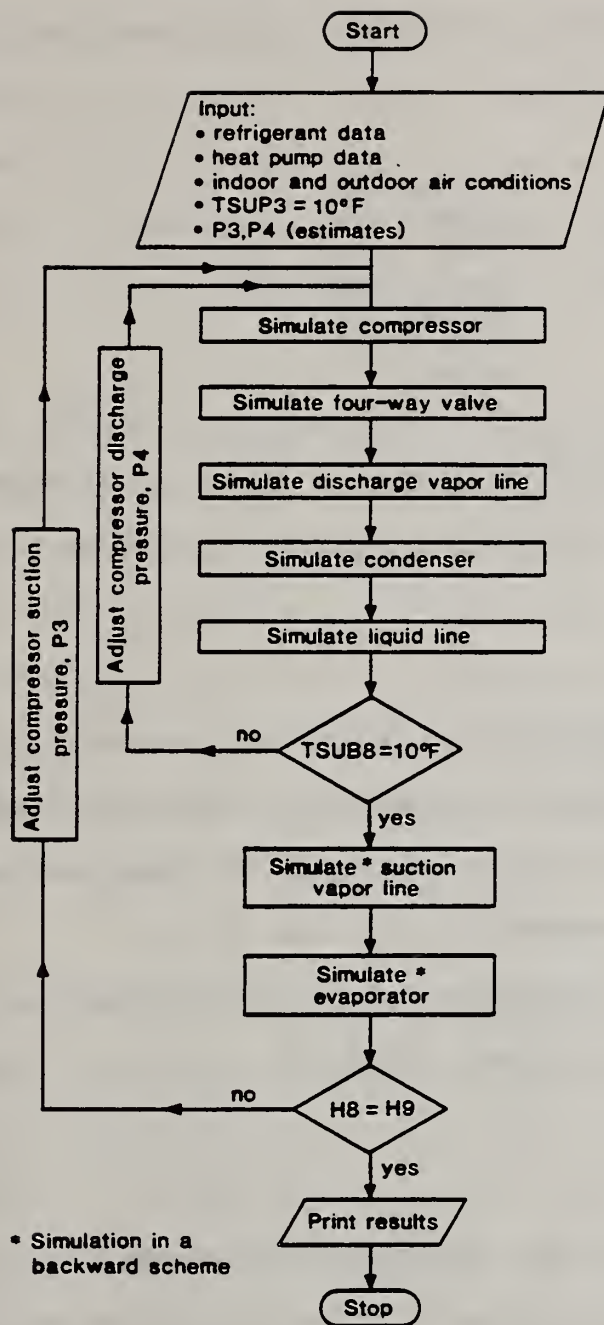 Start
Input:
• refrigerant data
• heat pump data
• indoor and outdoor air conditions
• TSUP3 = 10°F
• P3,P4 (estimates)
Simulate compressor
Simulate four-way valve
Simulate discharge vapor line
Simulate condenser
Simulate liquid line
Adjust compressor discharge
pressure, P4
Adjust compressor suction
pressure, P3
no
TSUB8=10°F
yes
Simulate * suction
vapor line
Simulate *
evaporator
no
H8 = H9
yes
Print results
* Simulation in a
backward scheme
Stop